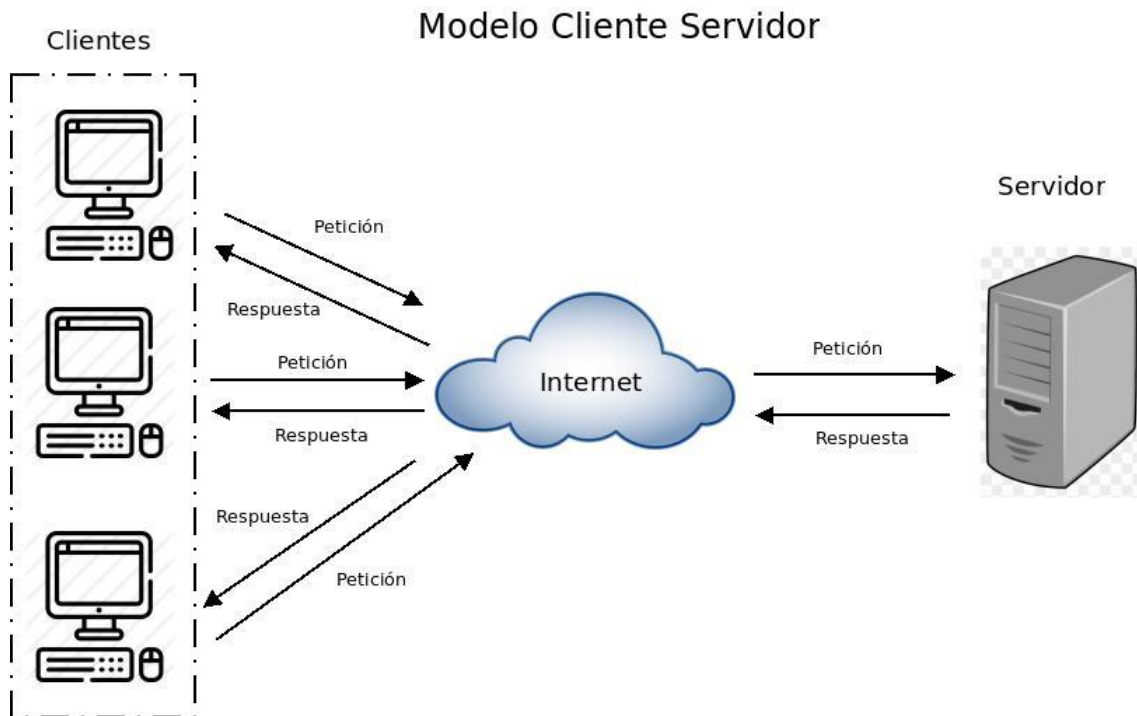 Modelo Cliente Servidor
Clientes
Servidor
Petición
Respuesta
Petición
Respuesta
Respuesta
Petición
Internet
Petición
Respuesta